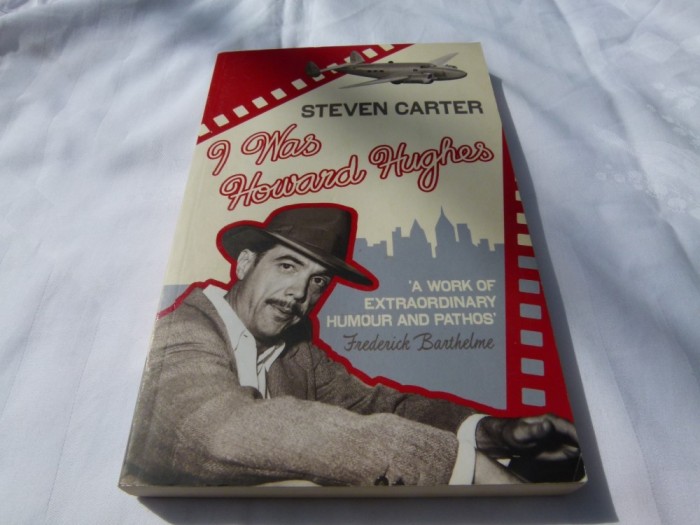 STEVEN CARTER
I Was
Howard Hughes
'A WORK OF
EXTRAORDINARY
HUMOUR AND PATHOS'
Frederick Barthelme